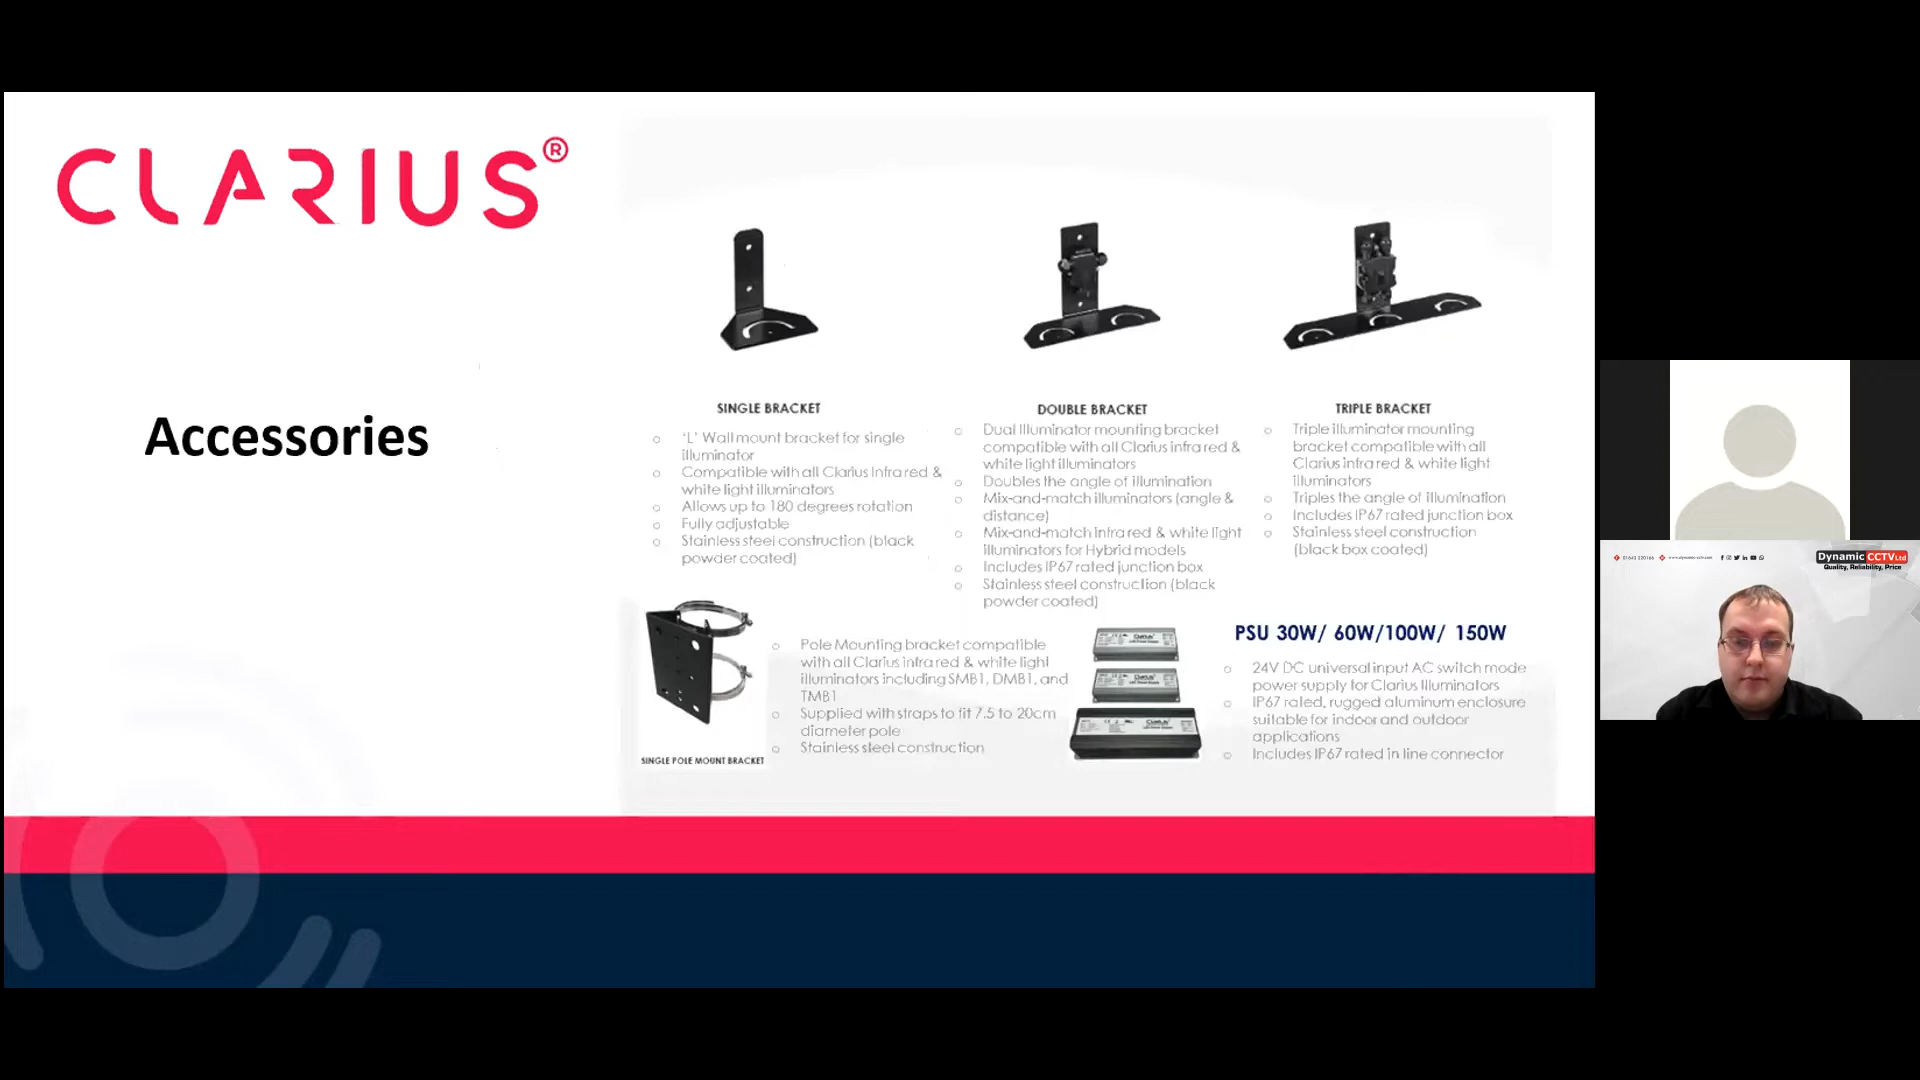 CLARIUS®
Accessories
SINGLE BRACKET
'L' Wall mount bracket for single
illuminator
Compatible with all Clarius Infra red &
white light illuminators
Allows up to 180 degrees rotation
Fully adjustable
Stainless steel construction (black
powder coated)
DOUBLE BRACKET
Dual Illuminator mounting bracket
compatible with all Clarius infra red &
white light illuminators
Doubles the angle of illumination
Mix-and-match illuminators (angle &
distance)
Mix-and-match infra red & white light
illuminators for Hybrid models
Includes IP67 rated junction box
Stainless steel construction (black
powder coated)
TRIPLE BRACKET
Triple illuminator mounting
bracket compatible with all
Clarius infra red & white light
illuminators
Triples the angle of illumination
Includes IP67 rated junction box
Stainless steel construction
(black box coated)
SINGLE POLE MOUNT BRACKET
Pole Mounting bracket compatible
with all Clarius infra red & white light
illuminators including SMB1, DMB1, and
TMB1
Supplied with straps to fit 7.5 to 20cm
diameter pole
Stainless steel construction
Clarius
Clarius
CLARIUS
PSU 30W/ 60W/100W/ 150W
24V DC universal input AC switch mode
power supply for Clarius Illuminators
IP67 rated, rugged aluminum enclosure
suitable for indoor and outdoor
applications
Includes IP67 rated in line connector
01642 220166 www.dynamic-cctv.com
Dynamic CCTV Ltd
Quality, Reliability, Price